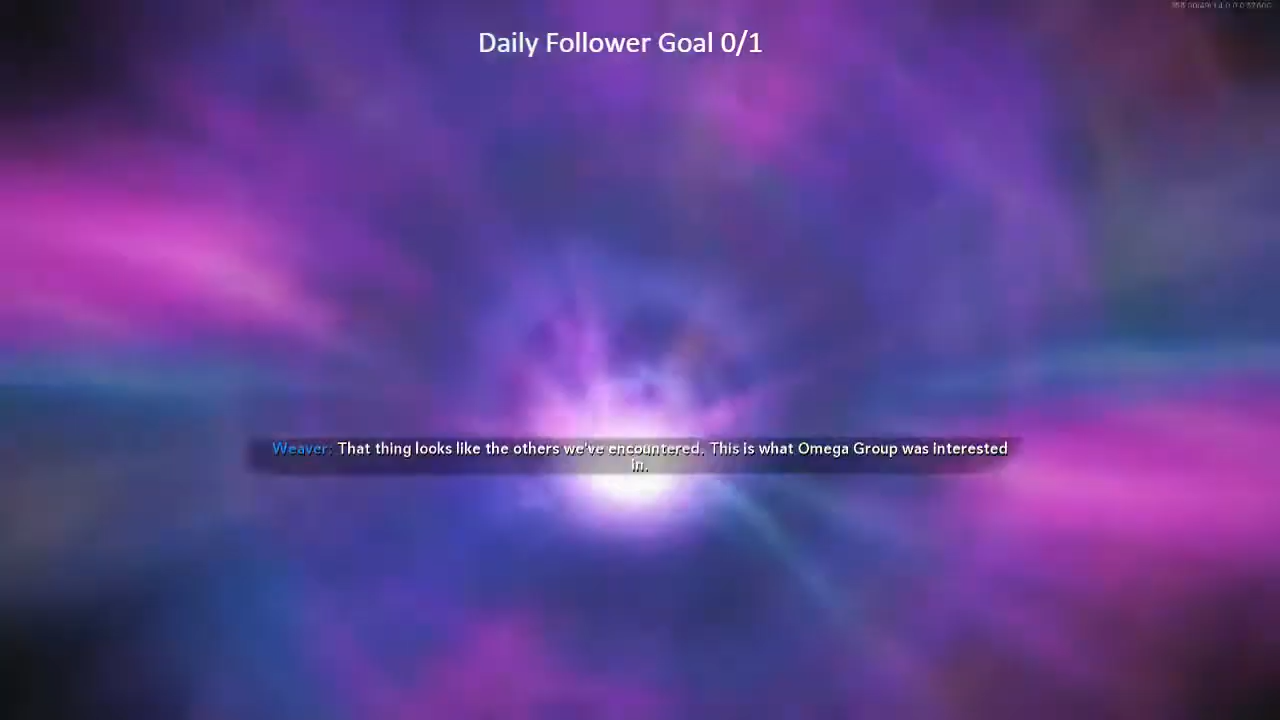 Daily Follower Goal 0/1
Weaver: That thing looks like the others we've encountered. This is what Omega Group was interested
in.